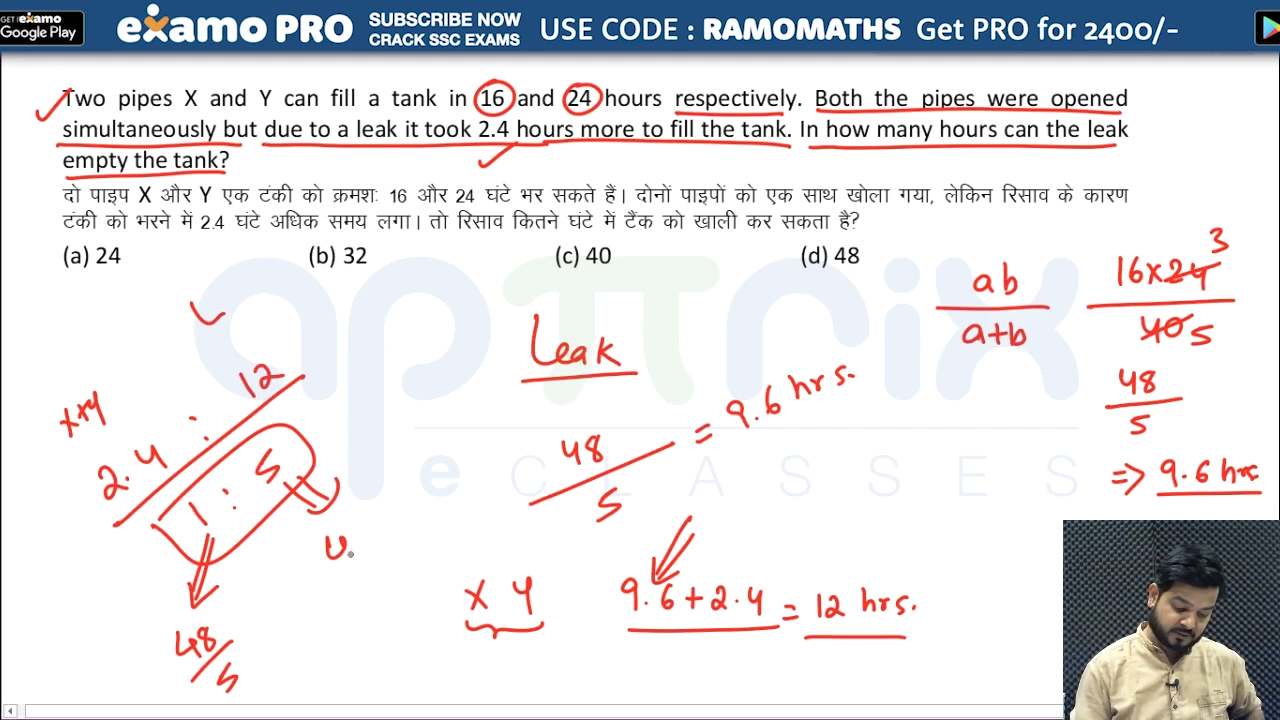 GET IT ON examo
Google Play
examo PRO
SUBSCRIBE NOW
CRACK SSC EXAMS
USE CODE : RAMOMATHS Get PRO for 2400/-
Two pipes X and Y can fill a tank in 16 and 24 hours respectively. Both the pipes were opened
simultaneously but due to a leak it took 2.4 hours more to fill the tank. In how many hours can the leak
empty the tank?
दो पाइप X और Y एक टंकी को क्रमशः 16 और 24 घंटे भर सकते हैं। दोनों पाइपों को एक साथ खोला गया, लेकिन रिसाव के कारण
टंकी को भरने में 2.4 घंटे अधिक समय लगा। तो रिसाव कितने घंटे में टैंक को खाली कर सकता है?
(a) 24 (b) 32 (c) 40 (d) 48
apπrix
e CLASSES
ab
a+b
16×24 3
40 5
48
5
=> 9.6 hrs.
Leak
48
5
= 9.6 hrs.
X+Y
2.4 : 12
1 : 5
48/5
X Y
9.6+2.4 = 12 hrs.